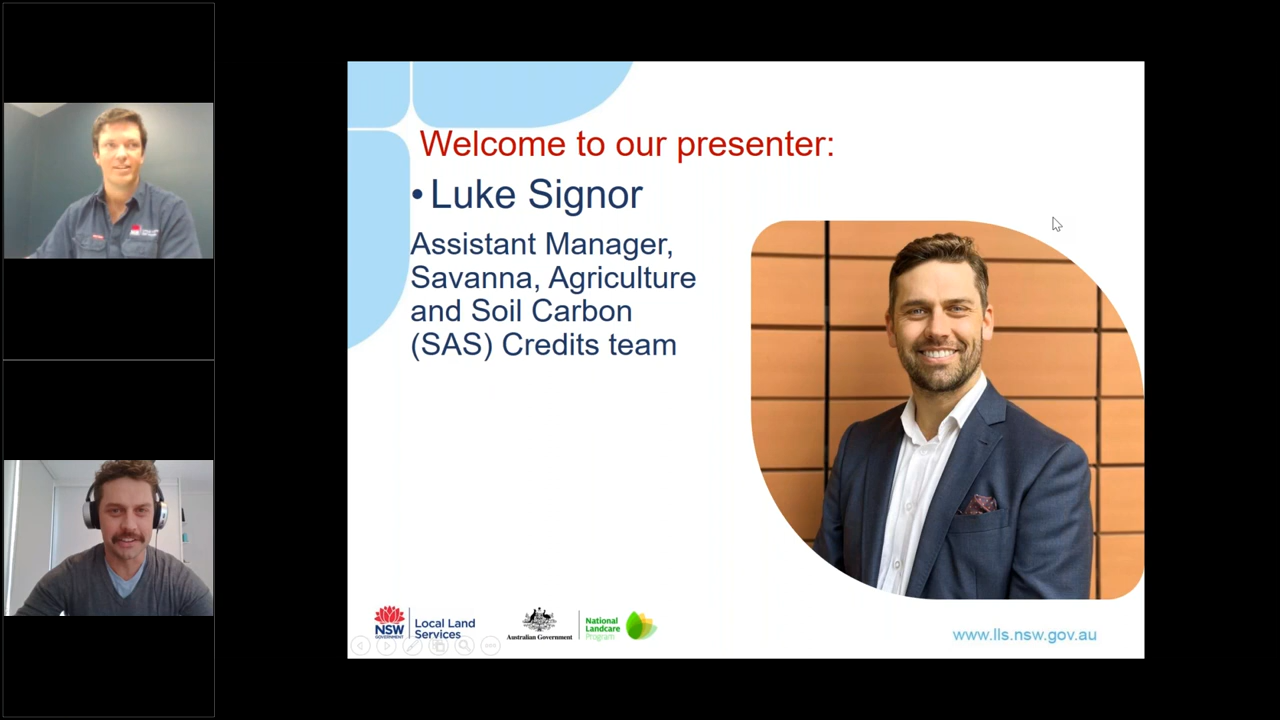 Welcome to our presenter:
• Luke Signor
Assistant Manager,
Savanna, Agriculture
and Soil Carbon
(SAS) Credits team
NSW
GOVERNMENT
Local Land
Services
Australian Government
National
Landcare
Program
www.lls.nsw.gov.au